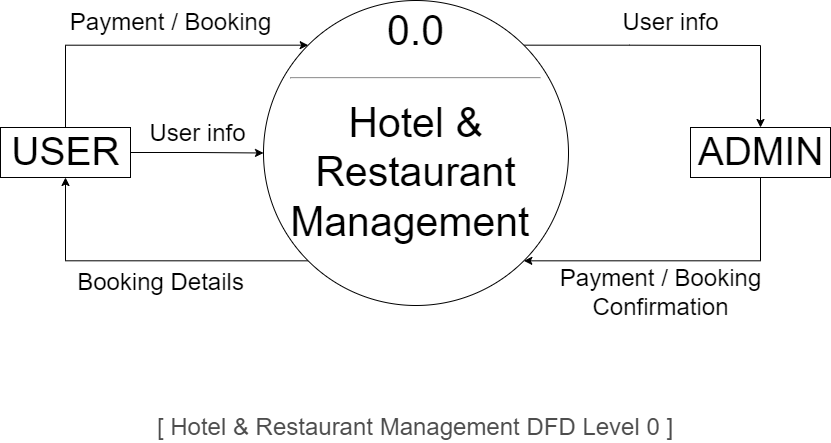 Payment / Booking
0.0
User info
USER
User info
Hotel &
Restaurant
Management
ADMIN
Booking Details
Payment / Booking
Confirmation
[ Hotel & Restaurant Management DFD Level 0 ]